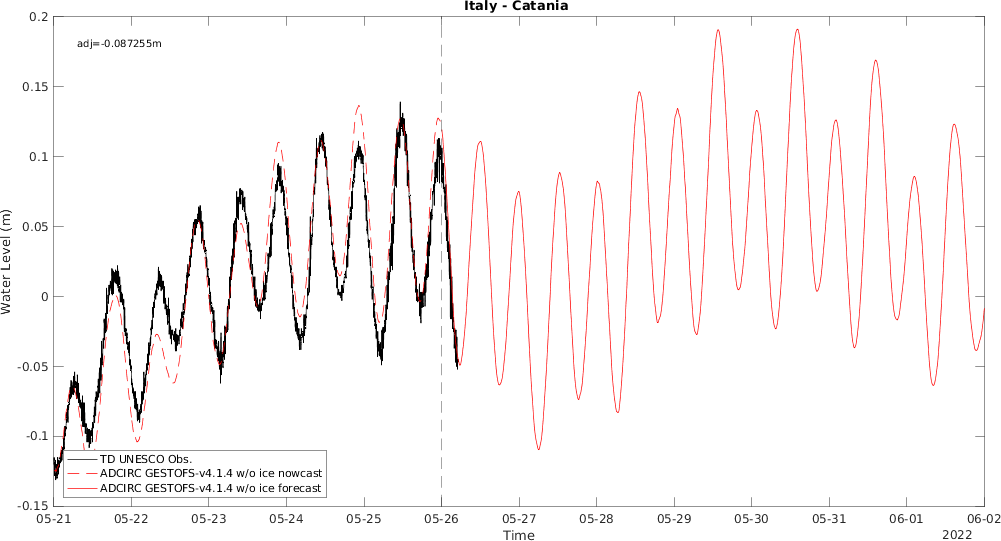 Italy - Catania
adj=-0.087255m
Water Level (m)
0.2
0.15
0.1
0.05
0
-0.05
-0.1
-0.15
TD UNESCO Obs.
ADCIRC GESTOFS-v4.1.4 w/o ice nowcast
ADCIRC GESTOFS-v4.1.4 w/o ice forecast
05-21 05-22 05-23 05-24 05-25 05-26 05-27 05-28 05-29 05-30 05-31 06-01 06-02
Time
2022